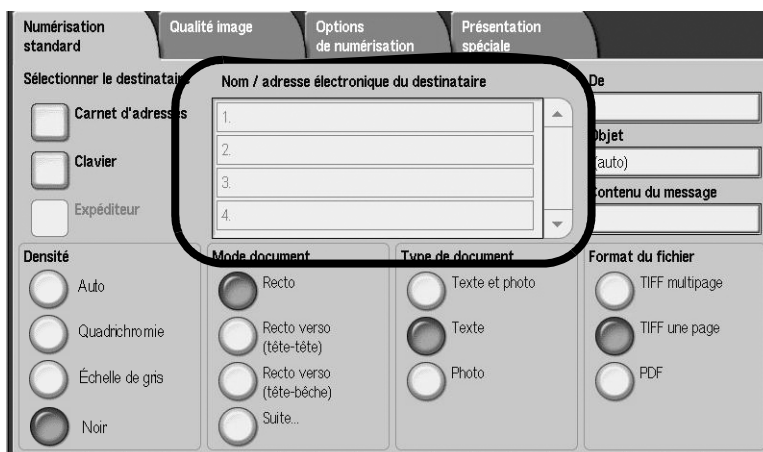 Numérisation
standard
Qualité image
Options
de numérisation
Présentation
spéciale
Sélectionner le destinataire
Carnet d'adresses
Clavier
Expéditeur
Nom / adresse électronique du destinataire
1.
2.
3.
4.
De
Objet
(auto)
Contenu du message
Densité
Auto
Quadrichromie
Échelle de gris
Noir
Mode document
Recto
Recto verso
(tête-tête)
Recto verso
(tête-bêche)
Suite...
Type de document
Texte et photo
Texte
Photo
Format du fichier
TIFF multipage
TIFF une page
PDF